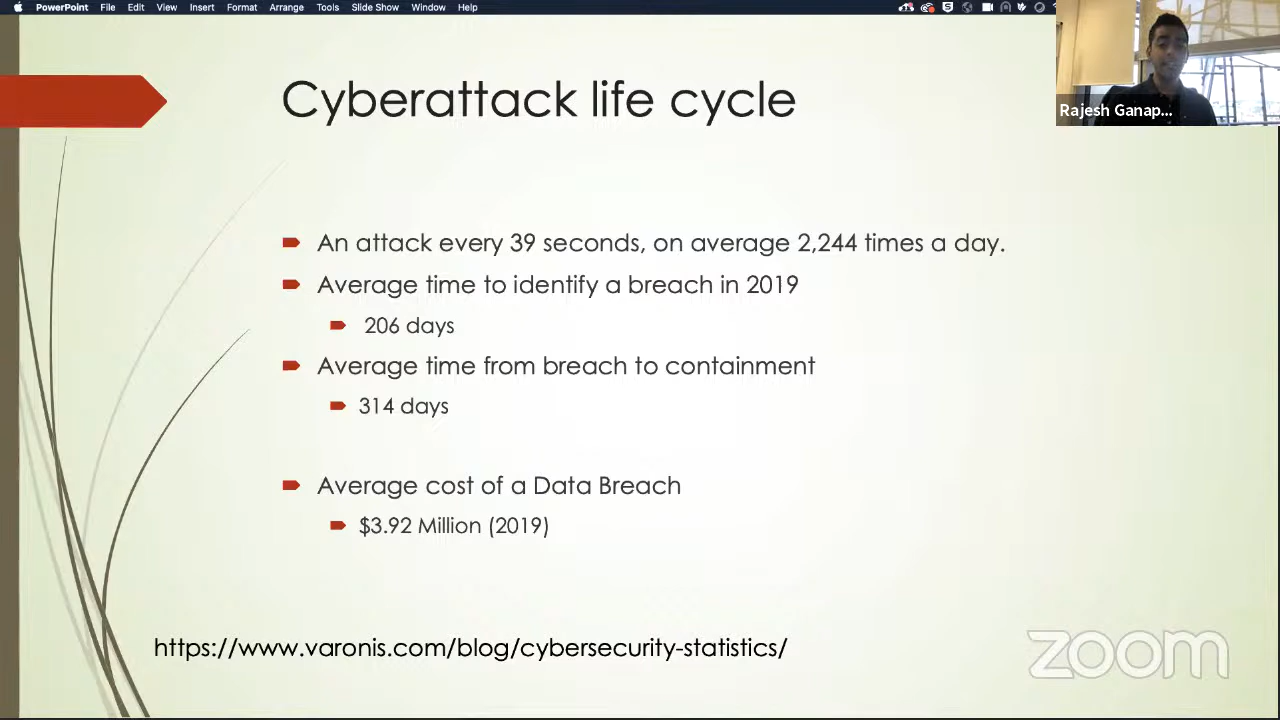 PowerPoint File Edit View Insert Format Arrange Tools Slide Show Window Help
Cyberattack life cycle
Rajesh Ganap...
An attack every 39 seconds, on average 2,244 times a day.
Average time to identify a breach in 2019
206 days
Average time from breach to containment
314 days
Average cost of a Data Breach
$3.92 Million (2019)
https://www.varonis.com/blog/cybersecurity-statistics/
zoom